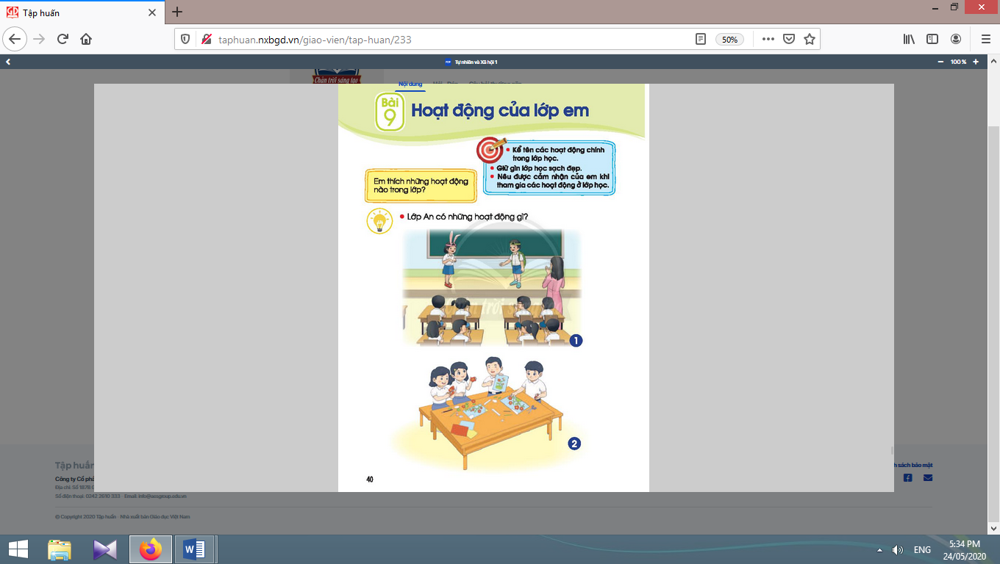 Tập huấn
taphuan.nxbgd.vn/giao-vien/tap-huan/233
50%
Tự nhiên và Xã hội 1
100 %
Chân trời sáng tạo
Nội dung
Bài
9
Hoạt động của lớp em
Kể tên các hoạt động chính
trong lớp học.
Giữ gìn lớp học sạch đẹp.
Nêu được cảm nhận của em khi
tham gia các hoạt động ở lớp học.
Em thích những hoạt động
nào trong lớp?
Lớp An có những hoạt động gì?
Chân trời sáng tạo
1
2
40
Tập huấn
Công ty Cổ phầ
Địa chỉ: Số 187B
Số điện thoại: 0242 2610 333 - Email: info@aesgroup.edu.vn
h sách bảo mật
© Copyright 2020 Tập huấn - Nhà xuất bản Giáo dục Việt Nam
ENG
5:34 PM
24/05/2020